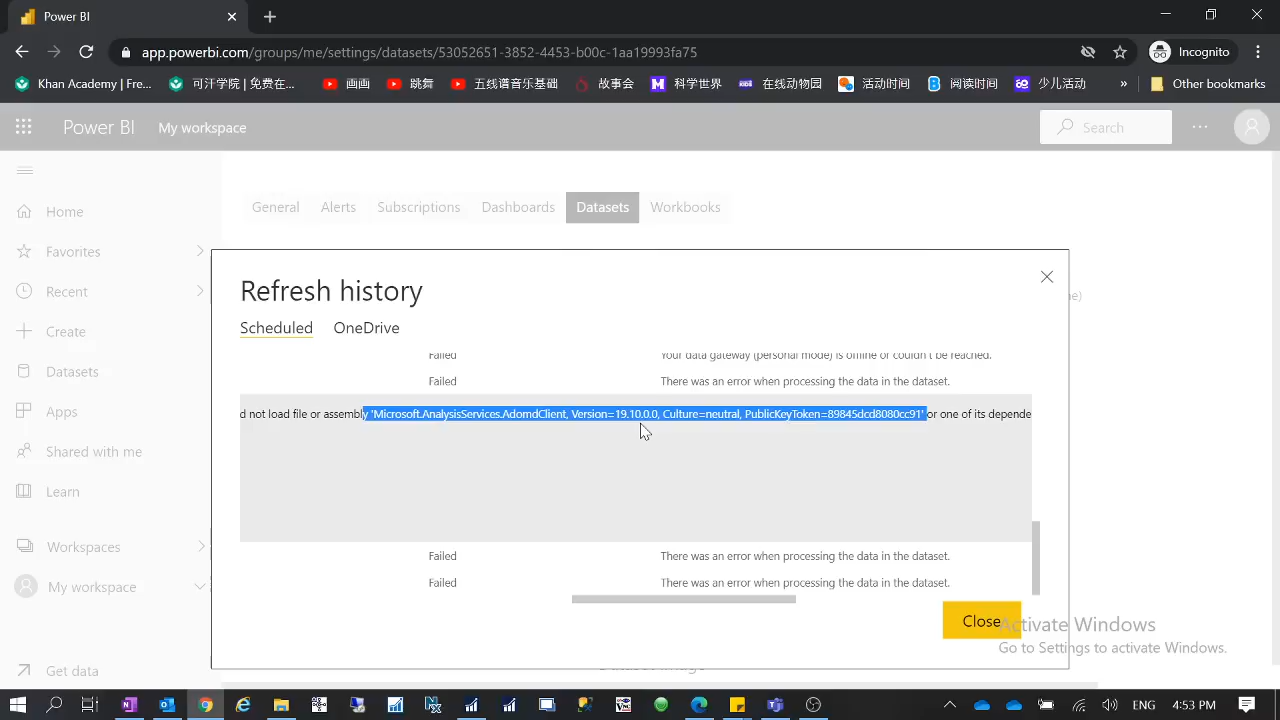 Power BI
app.powerbi.com/groups/me/settings/datasets/53052651-3852-4453-b00c-1aa19993fa75
Incognito
Khan Academy | Fre...
可汗学院 | 免费在...
画画
跳舞
五线谱音乐基础
故事会
科学世界
在线动物园
活动时间
阅读时间
少儿活动
»
Other bookmarks
Power BI
My workspace
Search
Home
General
Alerts
Subscriptions
Dashboards
Datasets
Workbooks
Favorites
Recent
Create
Datasets
Apps
Shared with me
Learn
Workspaces
My workspace
Get data
Refresh history
Scheduled
OneDrive
Failed
Your data gateway (personal mode) is offline or couldn't be reached.
Failed
There was an error when processing the data in the dataset.
d not load file or assembly 'Microsoft.AnalysisServices.AdomdClient, Version=19.10.0.0, Culture=neutral, PublicKeyToken=89845dcd8080cc91' or one of its depende
Failed
There was an error when processing the data in the dataset.
Failed
There was an error when processing the data in the dataset.
Close
Activate Windows
Go to Settings to activate Windows.
ENG
4:53 PM